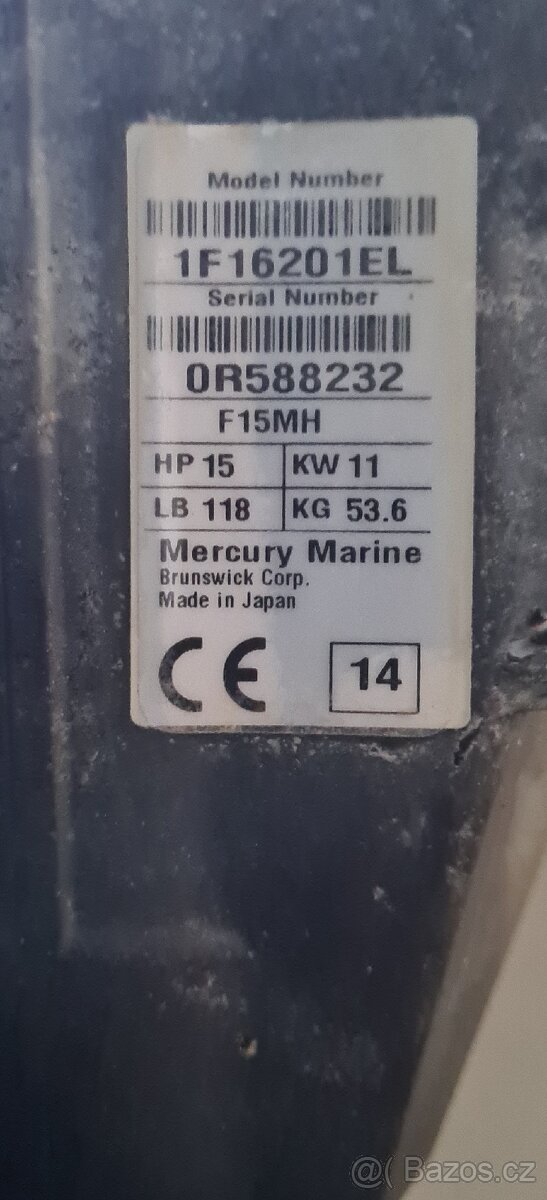 Model Number
1F16201EL
Serial Number
0R588232
F15MH
HP 15 KW 11
LB 118 KG 53.6
Mercury Marine
Brunswick Corp.
Made in Japan
CE 14
Bazos.cz